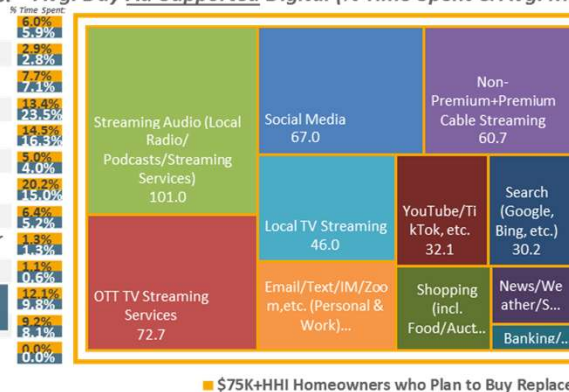 % Time Spent:
6.0%
5.9%
2.9%
2.8%
7.7%
7.1%
13.4%
23.5%
14.5%
16.3%
5.0%
4.0%
20.2%
15.0%
6.4%
5.2%
1.3%
1.3%
1.1%
0.6%
12.1%
9.8%
9.2%
8.1%
0.0%
0.0%
Streaming Audio (Local
Radio/
Podcasts/Streaming
Services)
101.0
Social Media
67.0
Non-
Premium+Premium
Cable Streaming
60.7
Local TV Streaming
46.0
YouTube/Ti
kTok, etc.
32.1
Search
(Google,
Bing, etc.)
30.2
OTT TV Streaming
Services
72.7
Email/Text/IM/Zoo
m,etc. (Personal &
Work)...
Shopping
(incl.
Food/Auct...
News/We
ather/S...
Banking/..
$75K+HHI Homeowners who Plan to Buy Replace